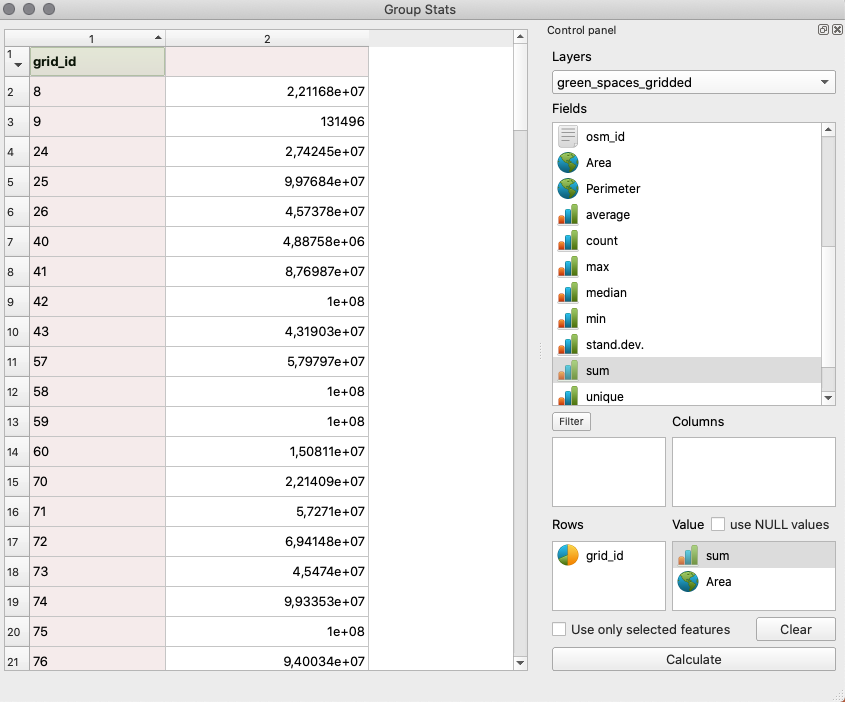 Group Stats
1 2
1 grid_id
2 8 2,21168e+07
3 9 131496
4 24 2,74245e+07
5 25 9,97684e+07
6 26 4,57378e+07
7 40 4,88758e+06
8 41 8,76987e+07
9 42 1e+08
10 43 4,31903e+07
11 57 5,79797e+07
12 58 1e+08
13 59 1e+08
14 60 1,50811e+07
15 70 2,21409e+07
16 71 5,7271e+07
17 72 6,94148e+07
18 73 4,5474e+07
19 74 9,93353e+07
20 75 1e+08
21 76 9,40034e+07
Control panel
Layers
green_spaces_gridded
Fields
osm_id
Area
Perimeter
average
count
max
median
min
stand.dev.
sum
unique
Filter Columns
Rows Value use NULL values
grid_id sum
Area
Use only selected features Clear
Calculate